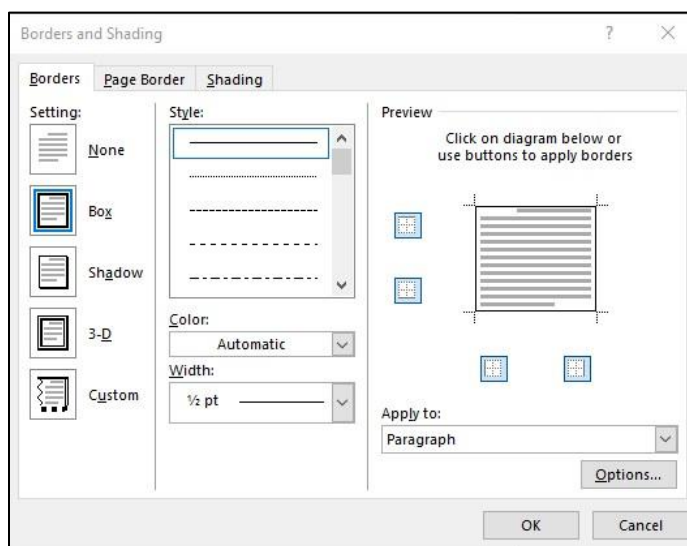 Borders and Shading
?
Borders
Page Border
Shading
Setting:
None
Box
Shadow
3-D
Custom
Style:
Color:
Automatic
Width:
½ pt
Preview
Click on diagram below or
use buttons to apply borders
Apply to:
Paragraph
Options...
OK
Cancel